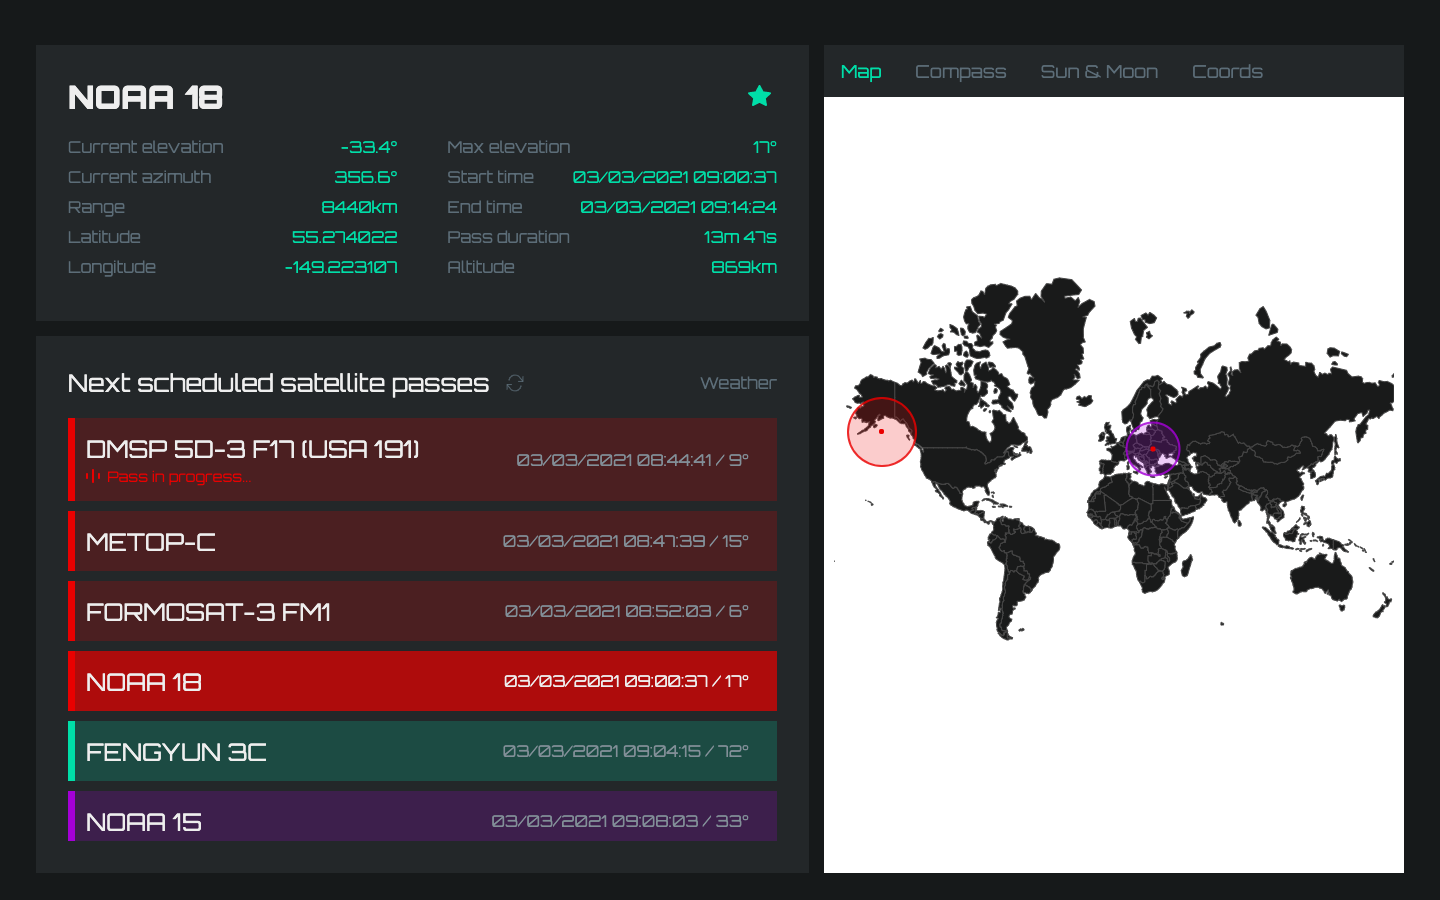 NOAA 18
Current elevation -33.4°
Current azimuth 356.6°
Range 8440km
Latitude 55.274022
Longitude -149.223107
Max elevation 17°
Start time 03/03/2021 09:00:37
End time 03/03/2021 09:14:24
Pass duration 13m 47s
Altitude 869km
Next scheduled satellite passes
Weather
DMSP 5D-3 F17 (USA 191)
Pass in progress...
03/03/2021 08:44:41 / 9°
METOP-C 03/03/2021 08:47:39 / 15°
FORMOSAT-3 FM1 03/03/2021 08:52:03 / 6°
NOAA 18 03/03/2021 09:00:37 / 17°
FENGYUN 3C 03/03/2021 09:04:15 / 72°
NOAA 15 03/03/2021 09:08:03 / 33°
Map Compass Sun & Moon Coords